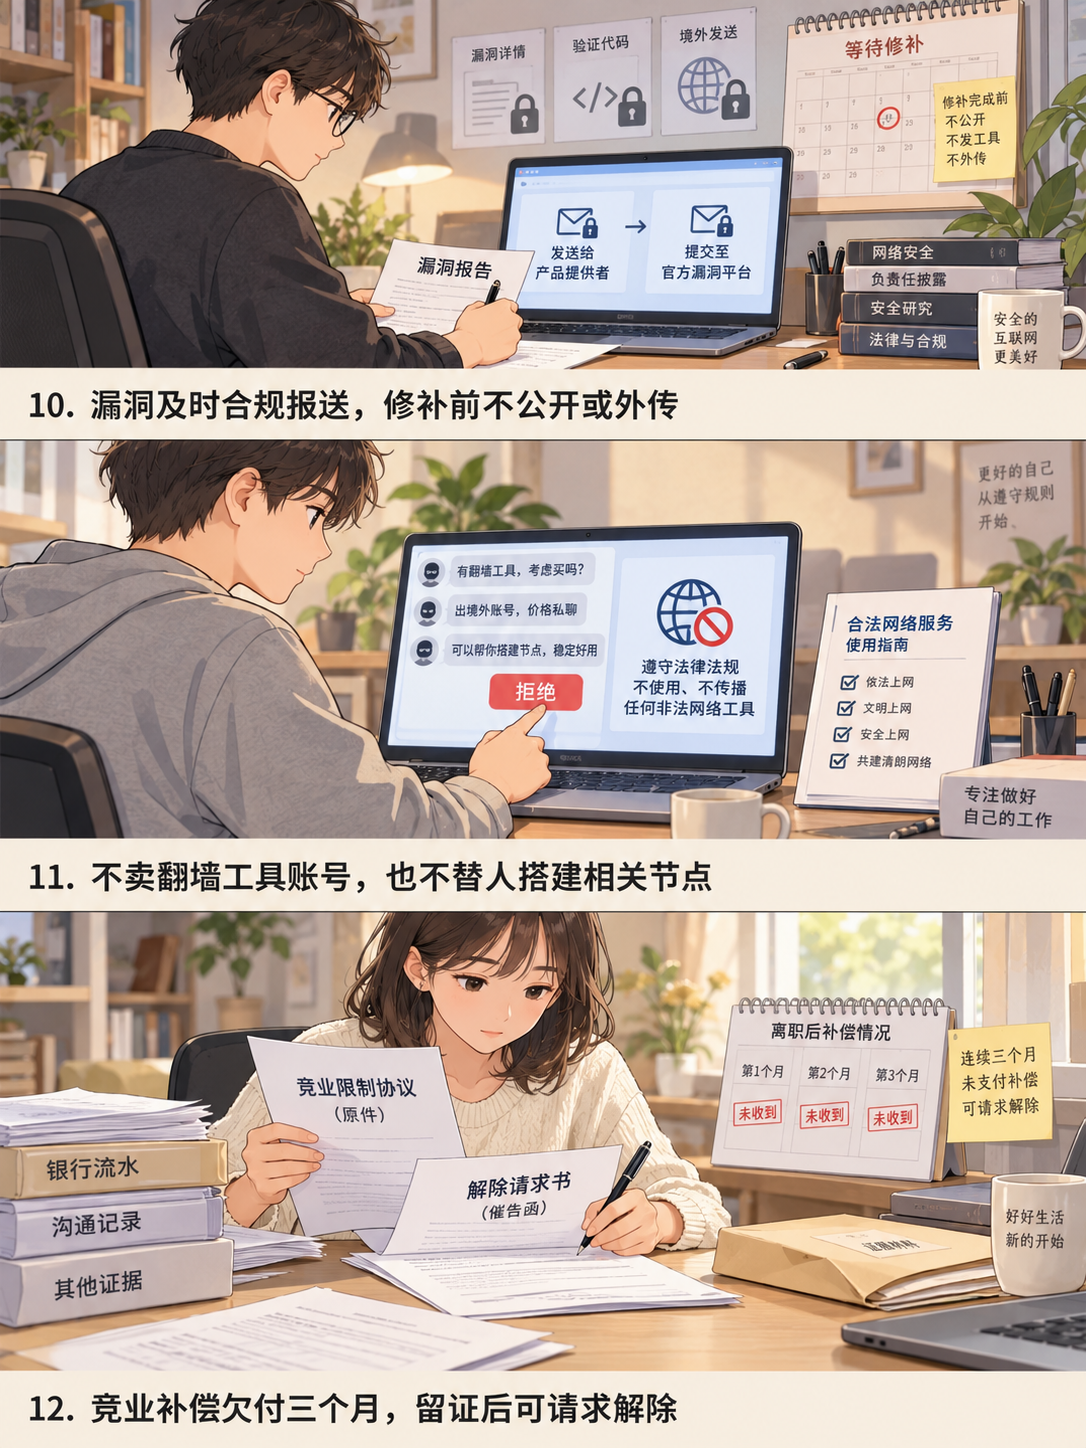 漏洞详情
验证代码
</>
境外发送
等待修补
修补完成前
不公开
不发工具
不外传
漏洞报告
发送给
产品提供者
→
提交至
官方漏洞平台
网络安全
负责任披露
安全研究
法律与合规
安全的
互联网
更美好
10. 漏洞及时合规报送，修补前不公开或外传
更好的自己
从遵守规则
开始。
有翻墙工具，考虑买吗？
出境外账号，价格私聊
可以帮你搭建节点，稳定好用
拒绝
遵守法律法规
不使用、不传播
任何非法网络工具
合法网络服务
使用指南
依法上网
文明上网
安全上网
共建清朗网络
专注做好
自己的工作
11. 不卖翻墙工具账号，也不替人搭建相关节点
离职后补偿情况
第1个月
第2个月
第3个月
未收到
未收到
未收到
连续三个月
未支付补偿
可请求解除
竞业限制协议
（原件）
解除请求书
（催告函）
银行流水
沟通记录
其他证据
好好生活
新的开始
12. 竞业补偿欠付三个月，留证后可请求解除